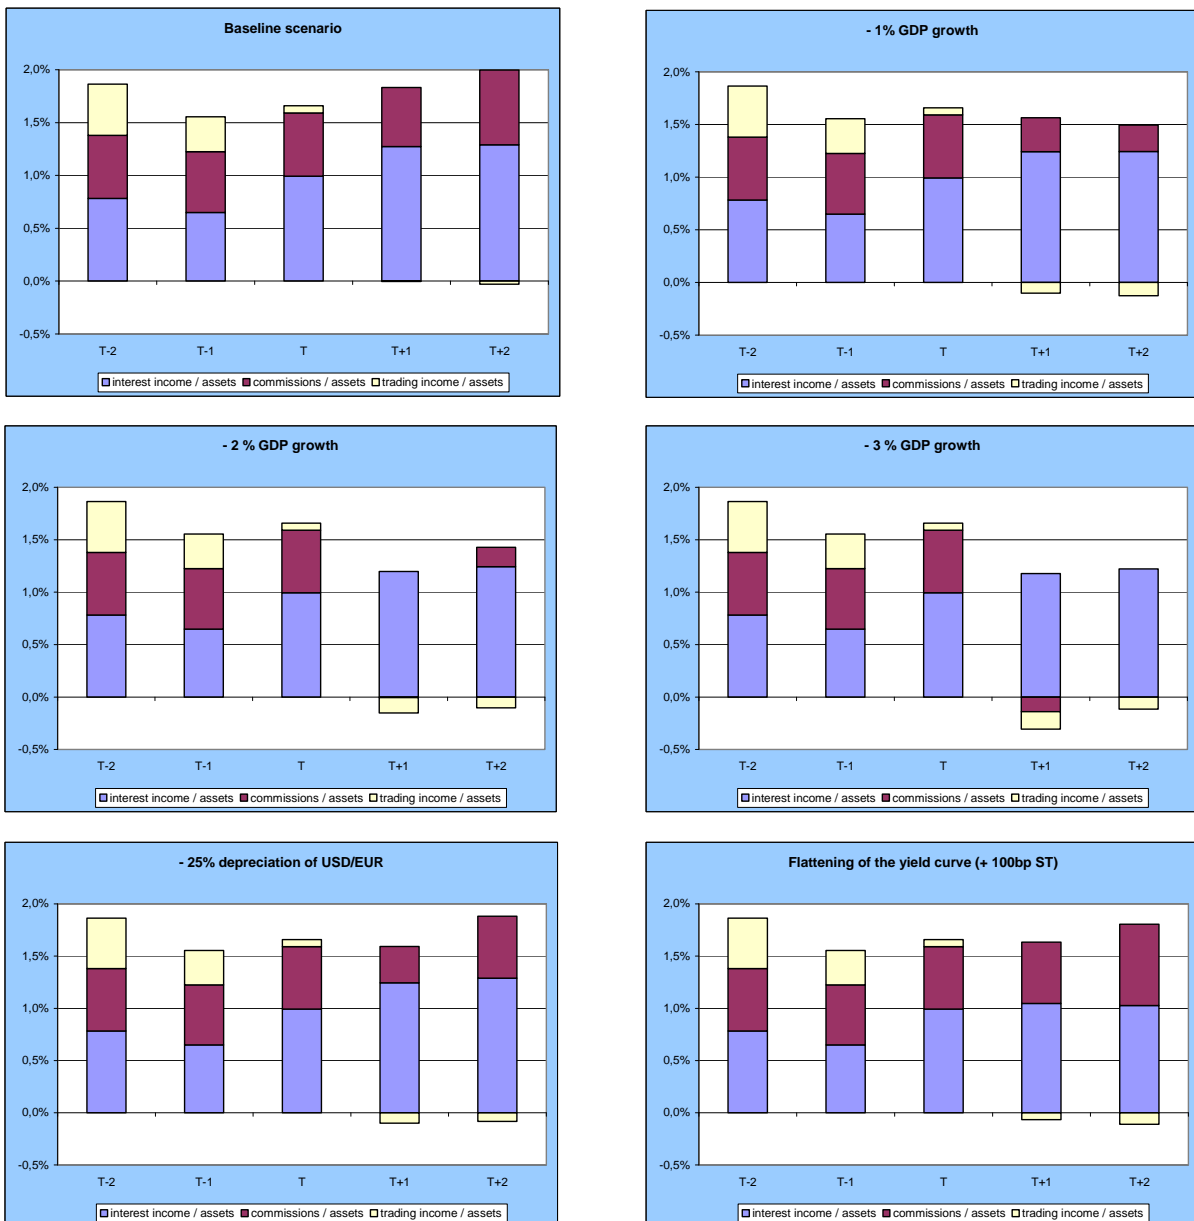 Baseline scenario
2,0%
1,5%
1,0%
0,5%
0,0%
-0,5%
T-2 T-1 T T+1 T+2
interest income / assets commissions / assets trading income / assets
- 1% GDP growth
2,0%
1,5%
1,0%
0,5%
0,0%
-0,5%
T-2 T-1 T T+1 T+2
interest income / assets commissions / assets trading income / assets
- 2 % GDP growth
2,0%
1,5%
1,0%
0,5%
0,0%
-0,5%
T-2 T-1 T T+1 T+2
interest income / assets commissions / assets trading income / assets
- 3 % GDP growth
2,0%
1,5%
1,0%
0,5%
0,0%
-0,5%
T-2 T-1 T T+1 T+2
interest income / assets commissions / assets trading income / assets
- 25% depreciation of USD/EUR
2,0%
1,5%
1,0%
0,5%
0,0%
-0,5%
T-2 T-1 T T+1 T+2
interest income / assets commissions / assets trading income / assets
Flattening of the yield curve (+ 100bp ST)
2,0%
1,5%
1,0%
0,5%
0,0%
-0,5%
T-2 T-1 T T+1 T+2
interest income / assets commissions / assets trading income / assets